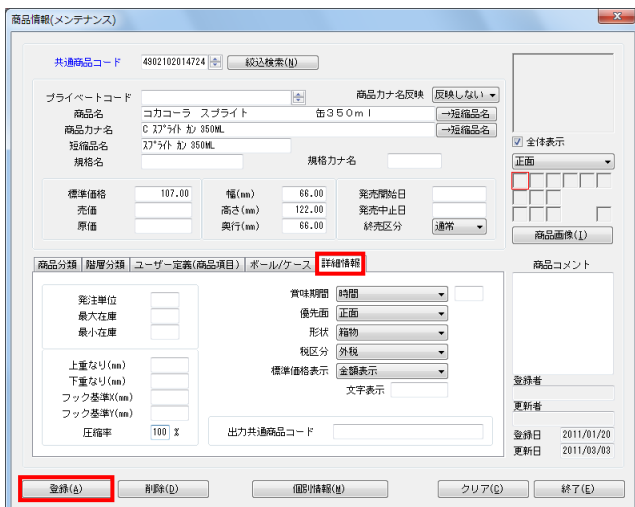 商品情報(メンテナンス)
共通商品コード 4902102014724 絞込検索(N)
プライベートコード 商品カナ名反映 反映しない
商品名 コカコーラ スプライト 缶350ml →短縮品名
商品カナ名 C スプライト カン 350ML →短縮品名
短縮品名 スプライト カン 350ML
規格名 規格カナ名
標準価格 107.00 幅(mm) 66.00 発売開始日
売価 高さ(mm) 122.00 発売中止日
原価 奥行(mm) 66.00 終売区分 通常
全体表示
正面
商品画像(I)
商品分類 階層分類 ユーザー定義(商品項目) ボール/ケース 詳細情報
発注単位
最大在庫
最小在庫
上重なり(mm)
下重なり(mm)
フック基準X(mm)
フック基準Y(mm)
圧縮率 100 %
賞味期間 時間
優先面 正面
形状 箱物
税区分 外税
標準価格表示 金額表示
文字表示
出力共通商品コード
商品コメント
登録者
更新者
登録日 2011/01/20
更新日 2011/03/03
登録(A) 削除(D) 個別情報(M) クリア(C) 終了(E)